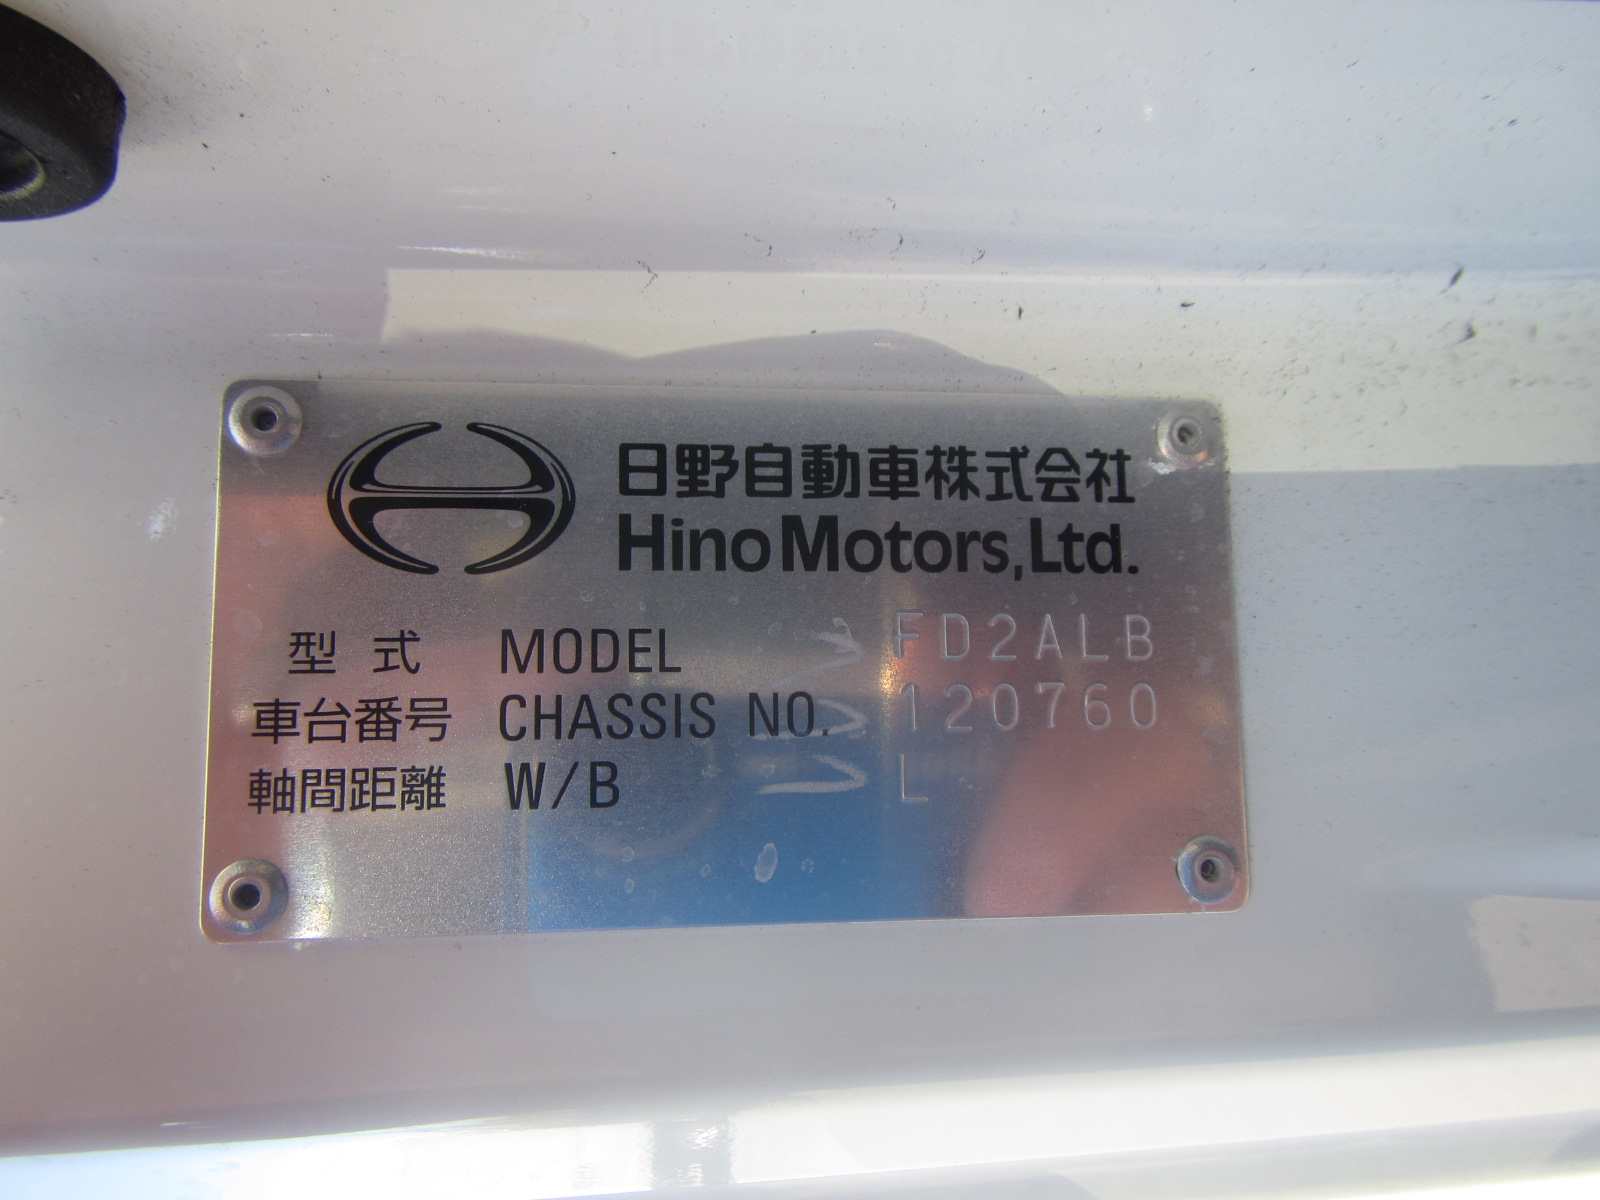 日野自動車株式会社
Hino Motors, Ltd.
型式 MODEL FD2ALB
車台番号 CHASSIS NO. 120760
軸間距離 W/B L